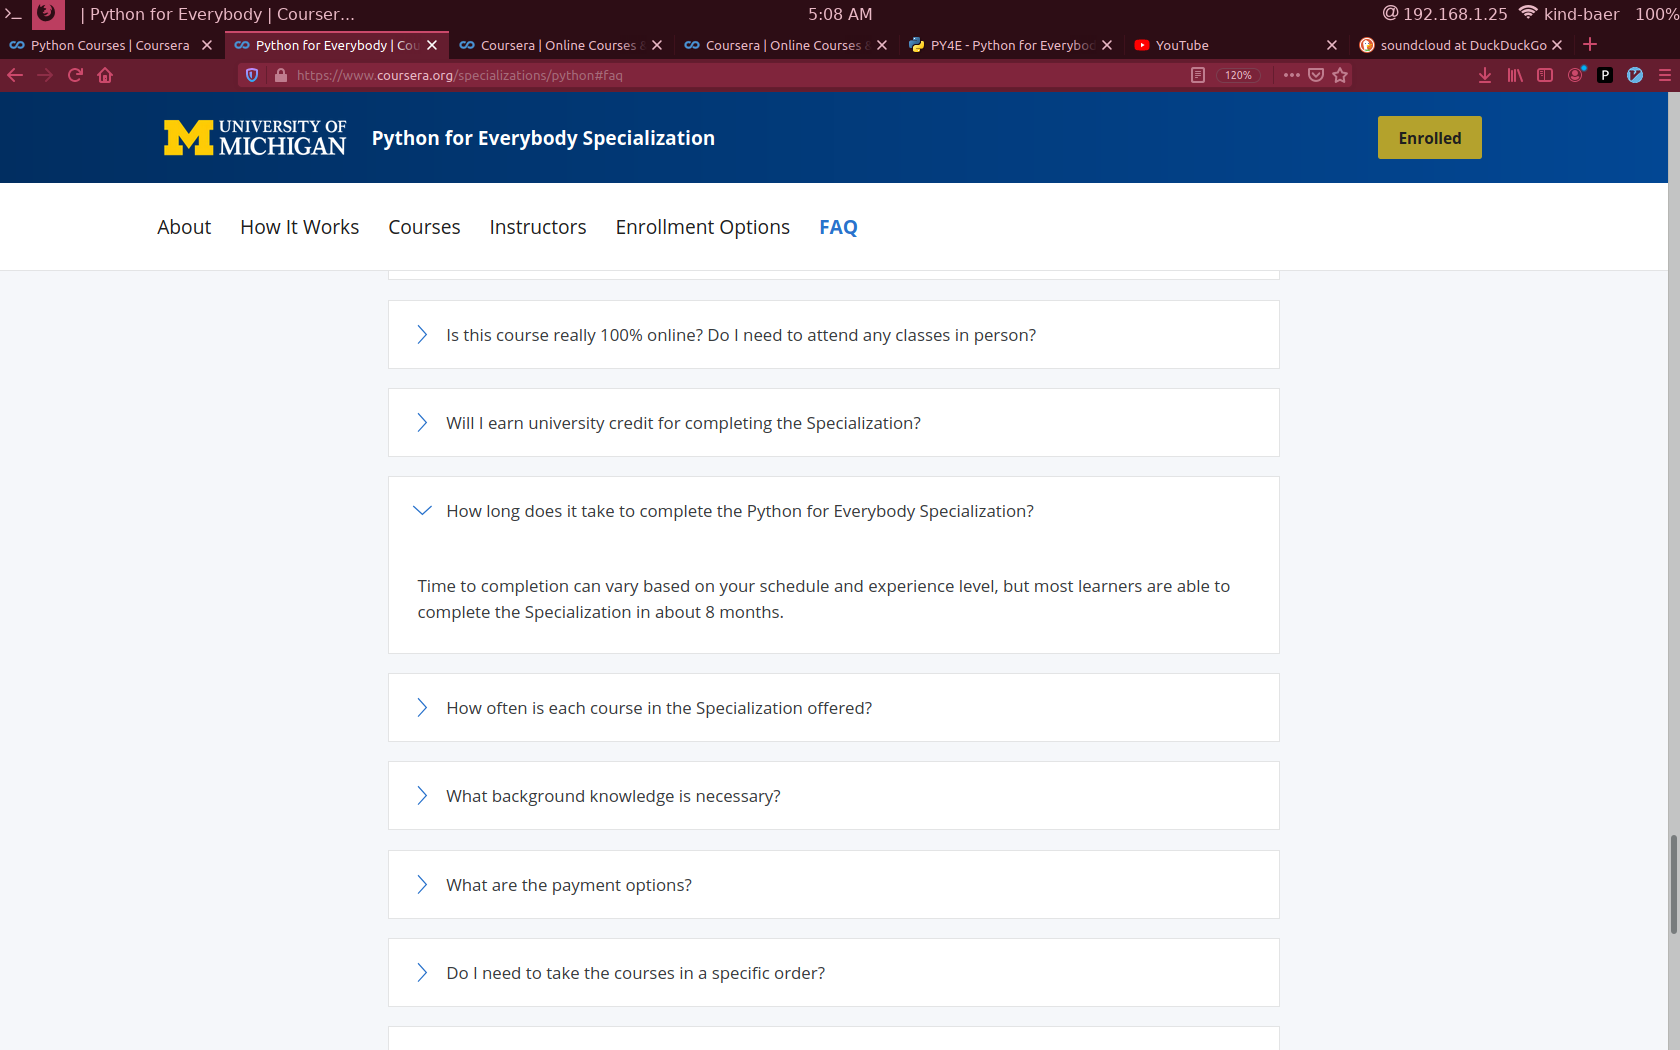 | Python for Everybody | Courser...
5:08 AM
@ 192.168.1.25 kind-baer 100%
Python Courses | Coursera
Python for Everybody | Cou
Coursera | Online Courses &
Coursera | Online Courses &
PY4E - Python for Everybod
YouTube
soundcloud at DuckDuckGo
https://www.coursera.org/specializations/python#faq
120%
P
UNIVERSITY OF
MICHIGAN
Python for Everybody Specialization
Enrolled
About How It Works Courses Instructors Enrollment Options FAQ
Is this course really 100% online? Do I need to attend any classes in person?
Will I earn university credit for completing the Specialization?
How long does it take to complete the Python for Everybody Specialization?
Time to completion can vary based on your schedule and experience level, but most learners are able to
complete the Specialization in about 8 months.
How often is each course in the Specialization offered?
What background knowledge is necessary?
What are the payment options?
Do I need to take the courses in a specific order?